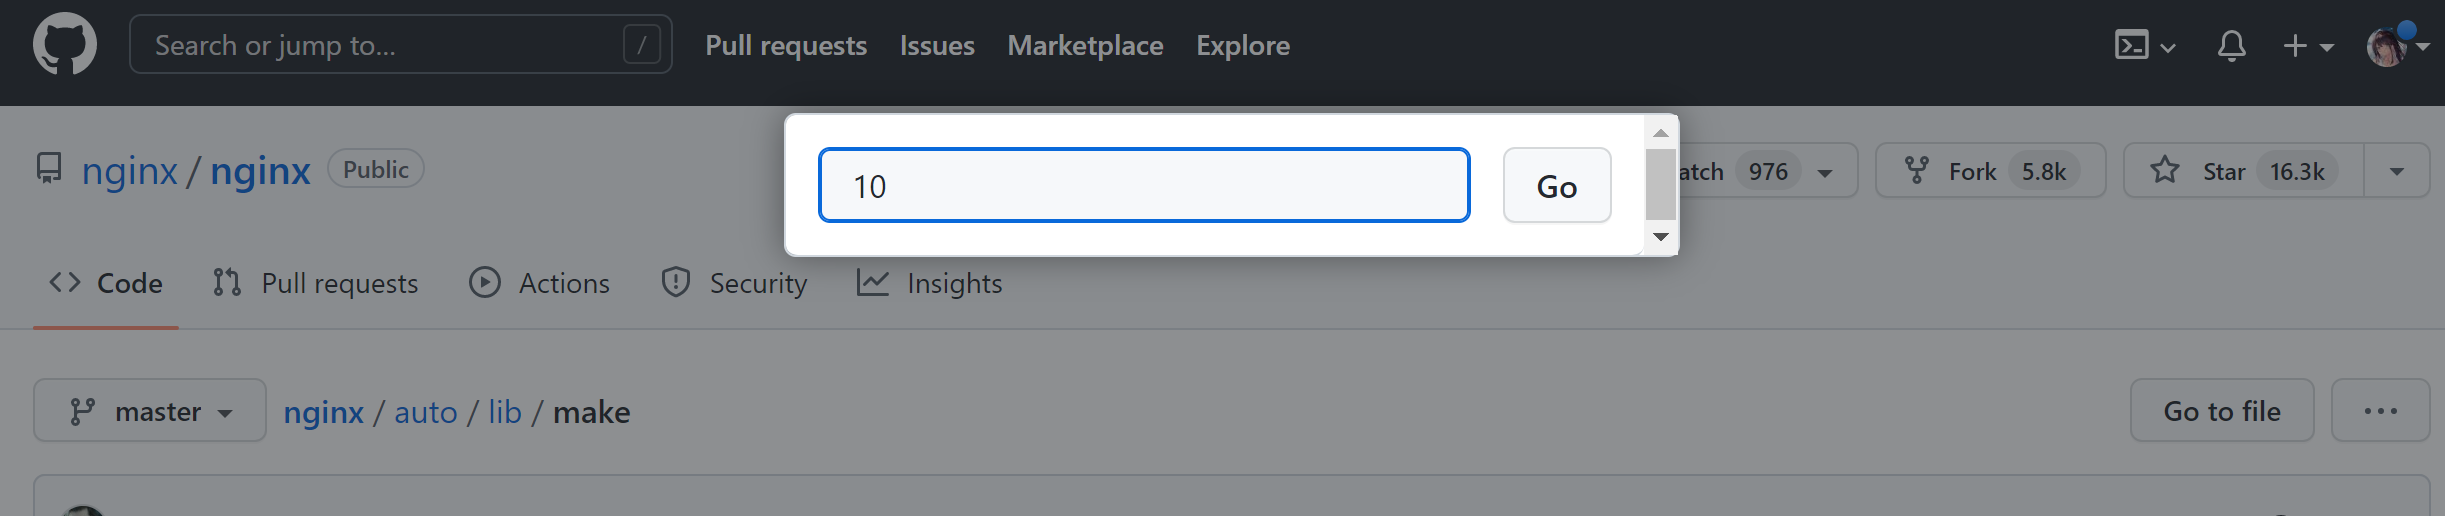 Search or jump to... / Pull requests Issues Marketplace Explore
nginx / nginx Public 10 Go atch 976 Fork 5.8k Star 16.3k
Code Pull requests Actions Security Insights
master nginx / auto / lib / make Go to file ...